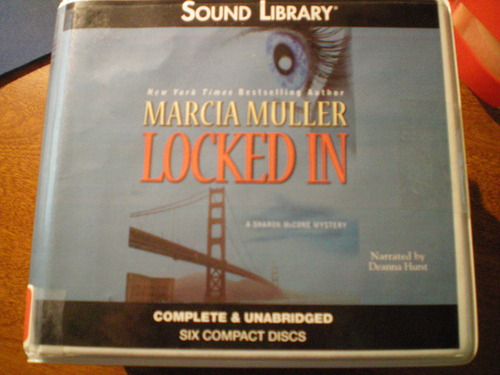 SOUND LIBRARY®
New York Times Bestselling Author
MARCIA MULLER
LOCKED IN
A SHARON McCONE MYSTERY
Narrated by
Deanna Hurst
COMPLETE & UNABRIDGED
SIX COMPACT DISCS